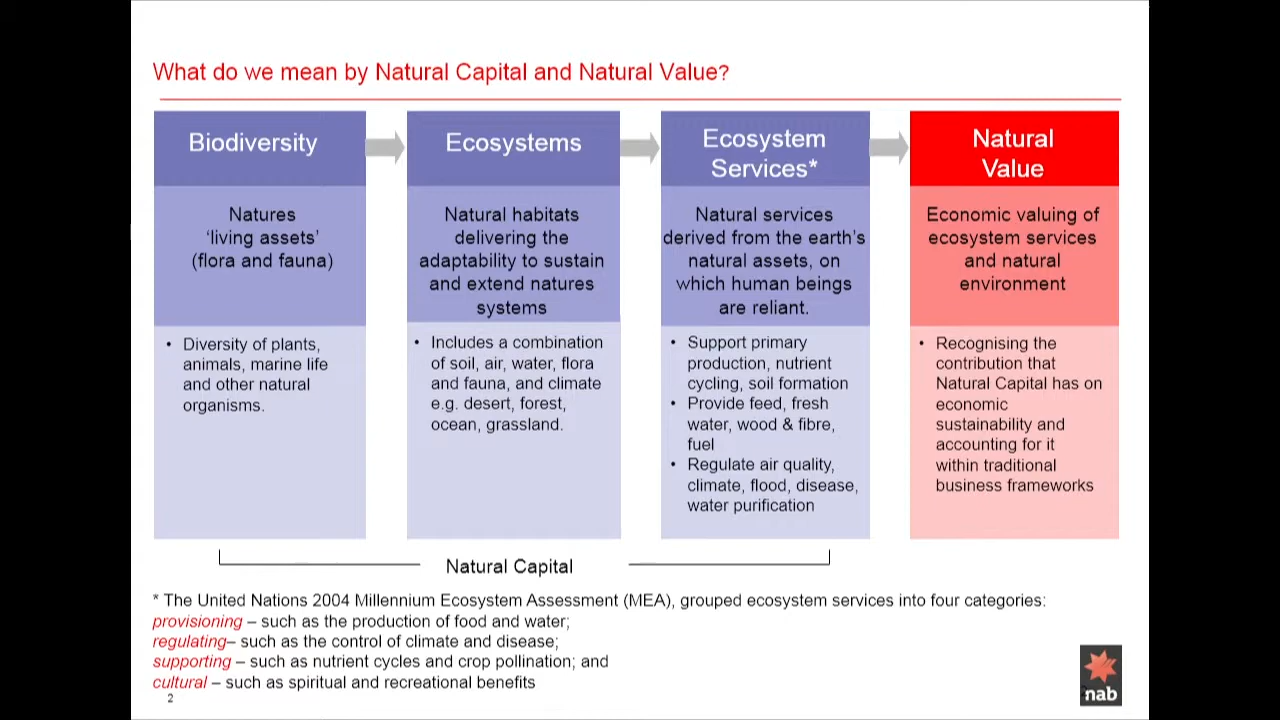 What do we mean by Natural Capital and Natural Value?
Biodiversity
Natures
‘living assets’
(flora and fauna)
• Diversity of plants,
animals, marine life
and other natural
organisms.
Ecosystems
Natural habitats
delivering the
adaptability to sustain
and extend natures
systems
• Includes a combination
of soil, air, water, flora
and fauna, and climate
e.g. desert, forest,
ocean, grassland.
Ecosystem
Services*
Natural services
derived from the earth’s
natural assets, on
which human beings
are reliant.
• Support primary
production, nutrient
cycling, soil formation
• Provide feed, fresh
water, wood & fibre,
fuel
• Regulate air quality,
climate, flood, disease,
water purification
Natural
Value
Economic valuing of
ecosystem services
and natural
environment
• Recognising the
contribution that
Natural Capital has on
economic
sustainability and
accounting for it
within traditional
business frameworks
Natural Capital
* The United Nations 2004 Millennium Ecosystem Assessment (MEA), grouped ecosystem services into four categories:
provisioning – such as the production of food and water;
regulating– such as the control of climate and disease;
supporting – such as nutrient cycles and crop pollination; and
cultural – such as spiritual and recreational benefits
2
nab